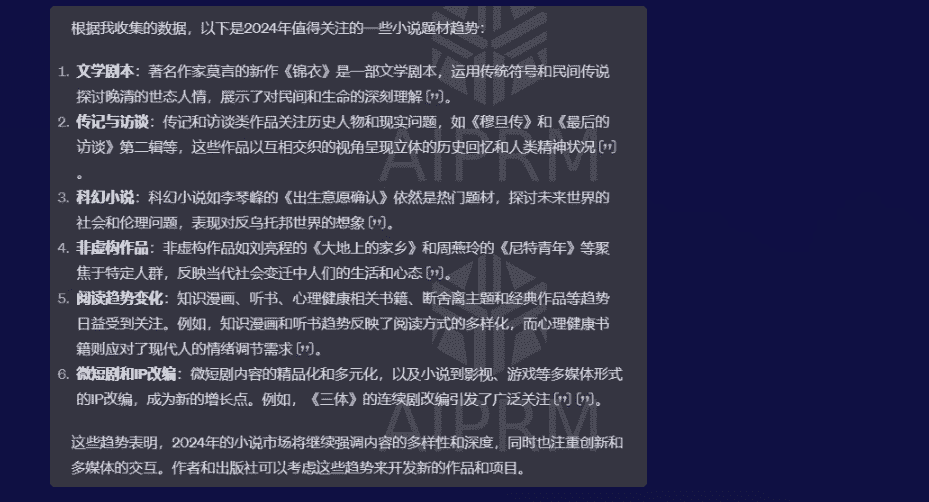 根据我收集的数据，以下是2024年值得关注的一些小说题材趋势：
1. 文学剧本：著名作家莫言的新作《锦衣》是一部文学剧本，运用传统符号和民间传说
探讨晚清的世态人情，展示了对民间和生命的深刻理解【”】。
2. 传记与访谈：传记和访谈类作品关注历史人物和现实问题，如《穆旦传》和《最后的
访谈》第二辑等，这些作品以互相交织的视角呈现立体的历史回忆和人类精神状况【”】
。
3. 科幻小说：科幻小说如李琴峰的《出生意愿确认》依然是热门题材，探讨未来世界的
社会和伦理问题，表现对反乌托邦世界的想象【”】。
4. 非虚构作品：非虚构作品如刘亮程的《大地上的家乡》和周燕玲的《尼特青年》等聚
焦于特定人群，反映当代社会变迁中人们的生活和心态【”】。
5. 阅读趋势变化：知识漫画、听书、心理健康相关书籍、断舍离主题和经典作品等趋势
日益受到关注。例如，知识漫画和听书趋势反映了阅读方式的多样化，而心理健康书
籍则应对了现代人的情绪调节需求【”】。
6. 微短剧和IP改编：微短剧内容的精品化和多元化，以及小说到影视、游戏等多媒体形式
的IP改编，成为新的增长点。例如，《三体》的连续剧改编引发了广泛关注【”】【”】。
这些趋势表明，2024年的小说市场将继续强调内容的多样性和深度，同时也注重创新和
多媒体的交互。作者和出版社可以考虑这些趋势来开发新的作品和项目。
AIPRM
AIPRM